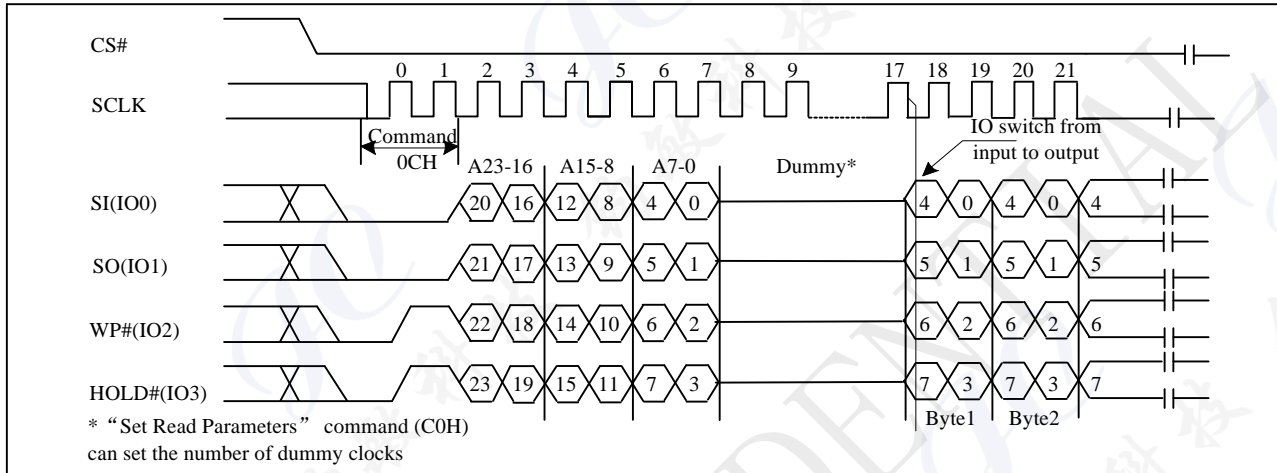 CS#
0 1 2 3 4 5 6 7 8 9 17 18 19 20 21
SCLK
Command
0CH
IO switch from
input to output
A23-16 A15-8 A7-0 Dummy*
SI(IO0) 20 16 12 8 4 0 4 0 4 0 4
SO(IO1) 21 17 13 9 5 1 5 1 5 1 5
WP#(IO2) 22 18 14 10 6 2 6 2 6 2 6
HOLD#(IO3) 23 19 15 11 7 3 7 3 7 3 7
Byte1 Byte2
* “Set Read Parameters” command (C0H)
can set the number of dummy clocks
DENTIAL